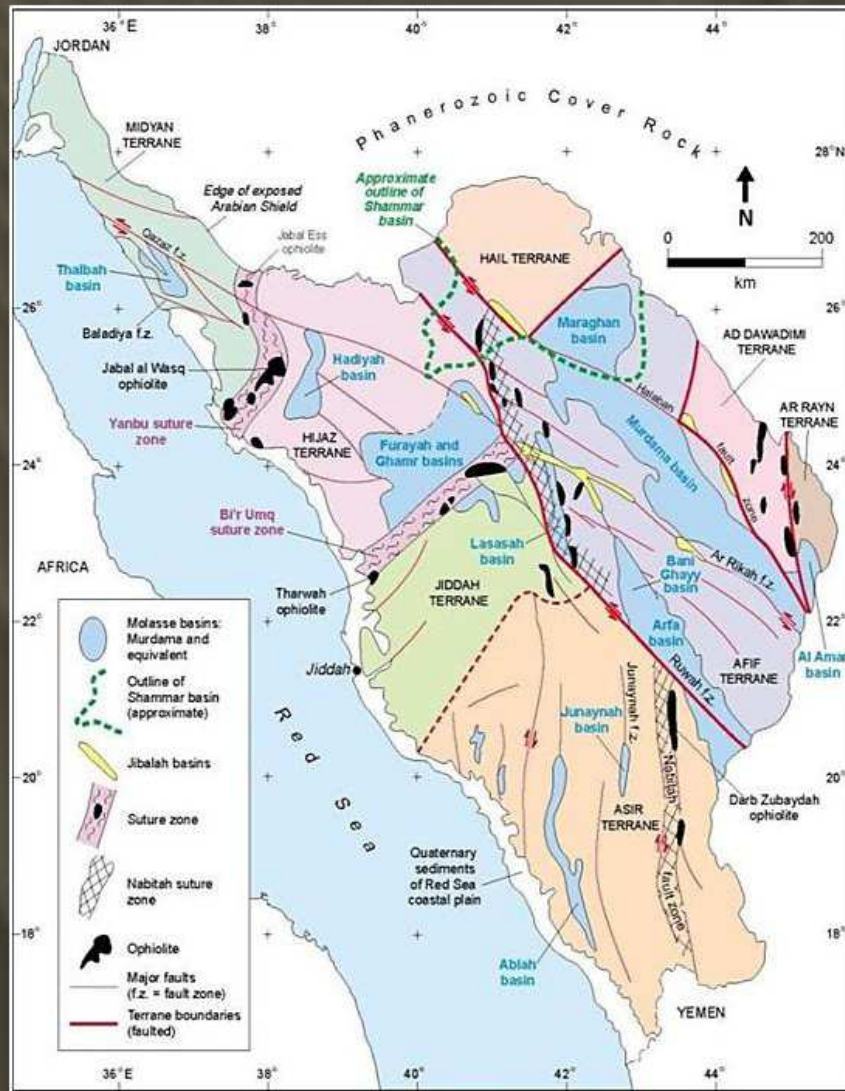 36°E
38°
40°
42°
44°
JORDAN
Phanerozoic Cover Rock
MIDYAN
TERRANE
28°N
Edge of exposed
Arabian Shield
Approximate
outline of
Shammar
basin
N
Qazaz f.z.
Jabal Ess
ophiolite
HAIL TERRANE
0
200
km
Thalbah
basin
26°
26°
Baladiya f.z.
Maraghan
basin
AD DAWADIMI
TERRANE
Jabal al Wasq
ophiolite
Hadiyah
basin
Halaban
fault
zone
AR RAYN
TERRANE
Yanbu suture
zone
HIJAZ
TERRANE
Furayah and
Ghamr basins
Murdama basin
24°
24°
Bi'r Umq
suture zone
Lasasah
basin
Ar Rikah f.z.
AFRICA
Tharwah
ophiolite
JIDDAH
TERRANE
Bani
Ghayy
basin
22°
22°
Arfa
basin
Al Amar
basin
Jiddah
Ruwah f.z.
AFIF
TERRANE
Red Sea
Junaynah f.z.
Junaynah
basin
20°
20°
Nabitah
fault zone
Darb Zubaydah
ophiolite
ASIR
TERRANE
Quaternary
sediments
of Red Sea
coastal plain
18°
18°
Ablah
basin
YEMEN
Molasse basins:
Murdama and
equivalent
Outline of
Shammar basin
(approximate)
Jibalah basins
Suture zone
Nabitah suture
zone
Ophiolite
Major faults
(f.z. = fault zone)
Terrane boundaries
(faulted)
36°
38°
40°
42°
44°